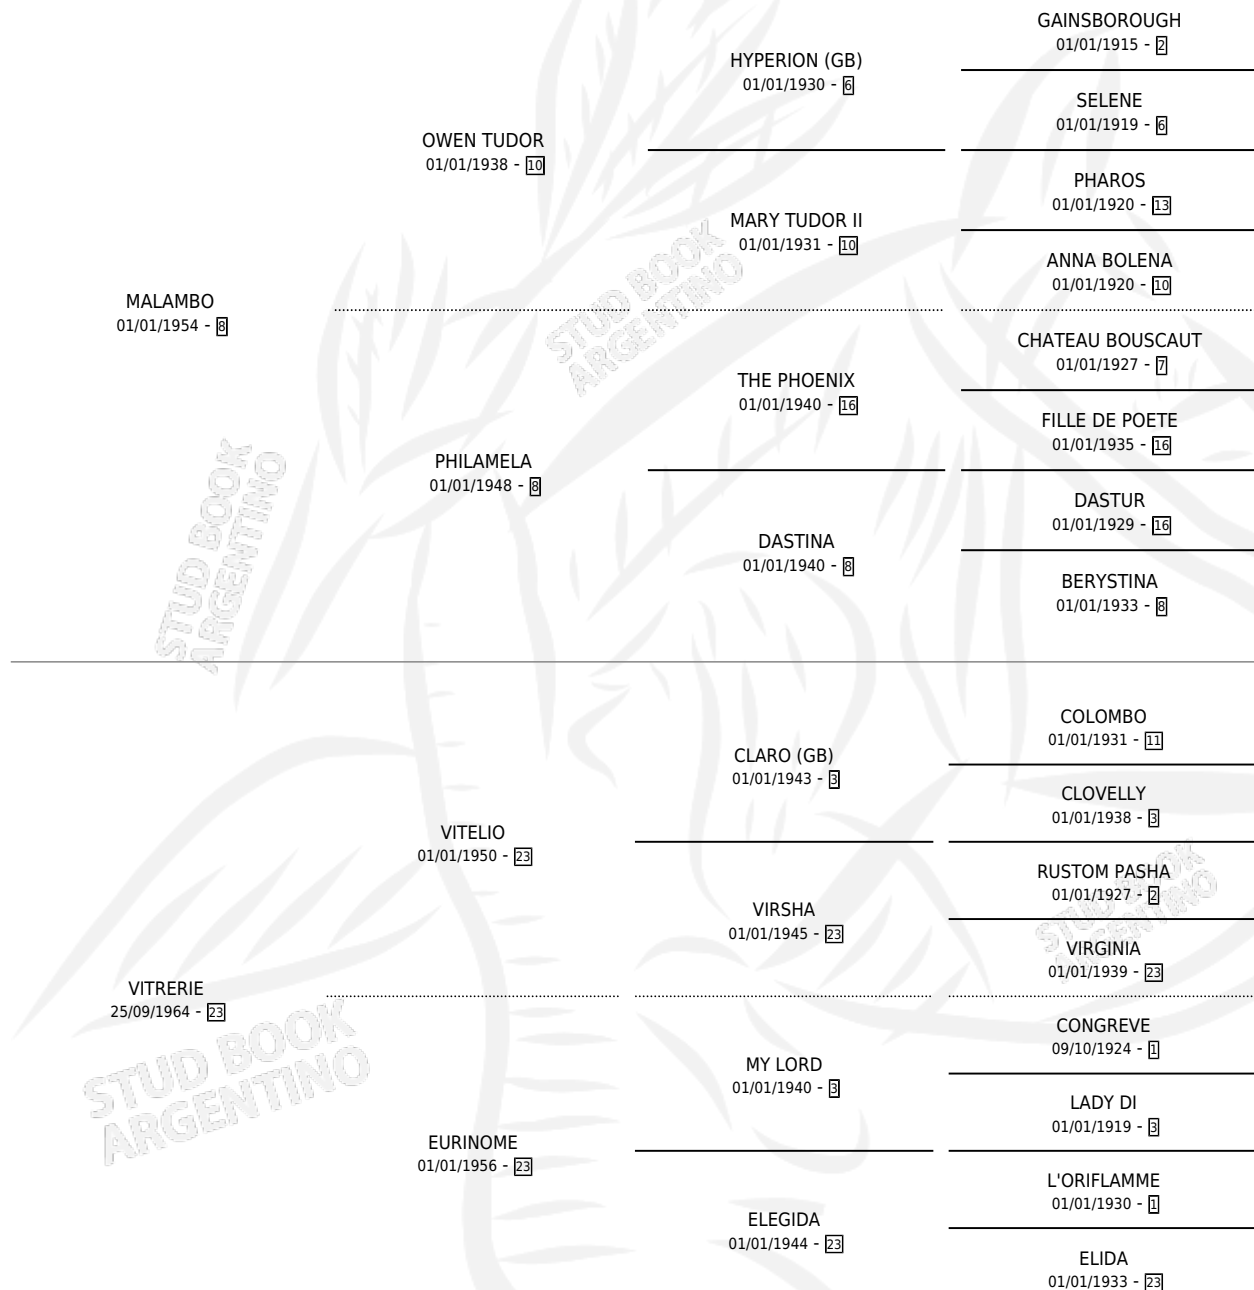 GAINSBOROUGH
01/01/1915 - 2
HYPERION (GB)
01/01/1930 - 6
SELENE
01/01/1919 - 6
OWEN TUDOR
01/01/1938 - 10
PHAROS
01/01/1920 - 13
MARY TUDOR II
01/01/1931 - 10
ANNA BOLENA
01/01/1920 - 10
MALAMBO
01/01/1954 - 8
CHATEAU BOUSCAUT
01/01/1927 - 7
THE PHOENIX
01/01/1940 - 16
FILLE DE POETE
01/01/1935 - 16
PHILAMELA
01/01/1948 - 8
DASTUR
01/01/1929 - 16
DASTINA
01/01/1940 - 8
BERYSTINA
01/01/1933 - 8
COLOMBO
01/01/1931 - 11
CLARO (GB)
01/01/1943 - 3
CLOVELLY
01/01/1938 - 3
VITELIO
01/01/1950 - 23
RUSTOM PASHA
01/01/1927 - 2
VIRSHA
01/01/1945 - 23
VIRGINIA
01/01/1939 - 23
VITRERIE
25/09/1964 - 23
CONGREVE
09/10/1924 - 1
MY LORD
01/01/1940 - 3
LADY DI
01/01/1919 - 3
EURINOME
01/01/1956 - 23
L'ORIFLAMME
01/01/1930 - 1
ELEGIDA
01/01/1944 - 23
ELIDA
01/01/1933 - 23
STUD BOOK
ARGENTINO
STUD BOOK
ARGENTINO
STUD BOOK
ARGENTINO
STUD BOOK
ARGENTINO